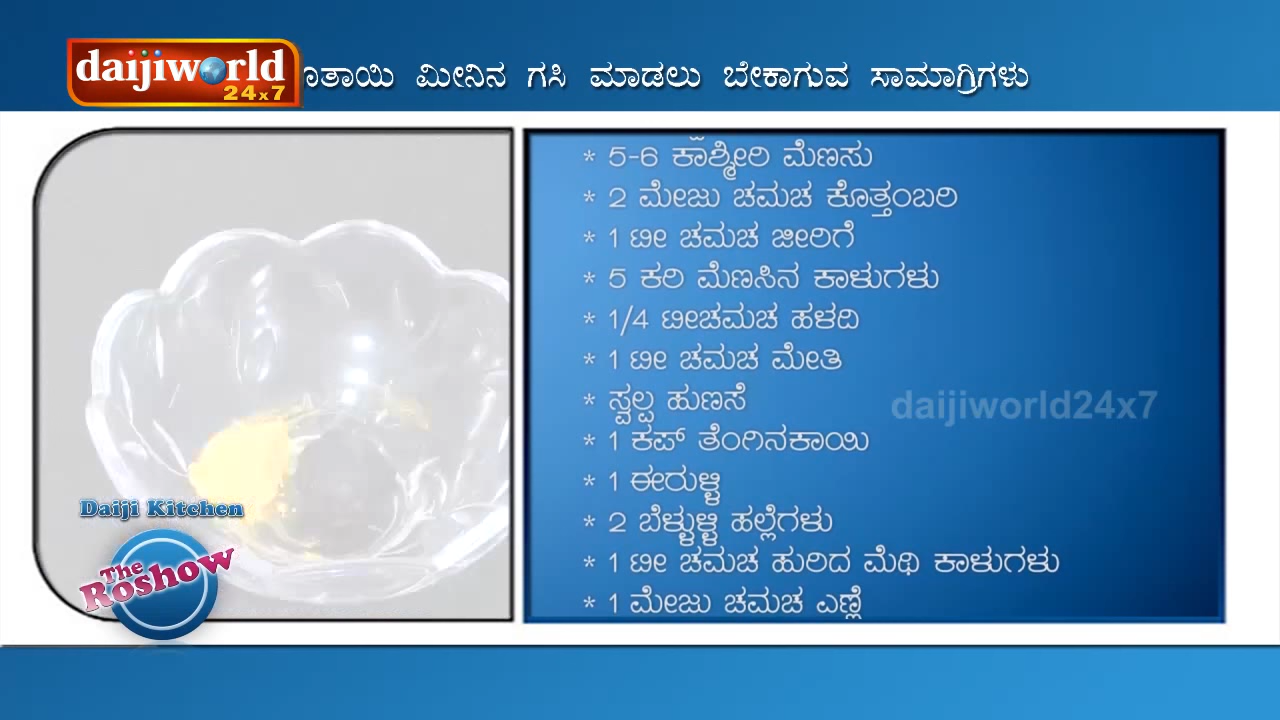 daijiworld
24x7
ಮೀನಿನ ಗಸಿ ಮಾಡಲು ಬೇಕಾಗುವ ಸಾಮಾಗ್ರಿಗಳು
* 5-6 ಕಾಶ್ಮೀರಿ ಮೆಣಸು
* 2 ಮೇಜು ಚಮಚ ಕೊತ್ತಂಬರಿ
* 1 ಟೀ ಚಮಚ ಜೀರಿಗೆ
* 5 ಕರಿ ಮೆಣಸಿನ ಕಾಳುಗಳು
* 1/4 ಟೀಚಮಚ ಹಳದಿ
* 1 ಟೀ ಚಮಚ ಮೇತಿ
* ಸ್ವಲ್ಪ ಹುಣಸೆ
* 1 ಕಪ್ ತೆಂಗಿನಕಾಯಿ
* 1 ಈರುಳ್ಳಿ
* 2 ಬೆಳ್ಳುಳ್ಳಿ ಹಲ್ಲೆಗಳು
* 1 ಟೀ ಚಮಚ ಹುರಿದ ಮೆಥಿ ಕಾಳುಗಳು
* 1 ಮೇಜು ಚಮಚ ಎಣ್ಣೆ
daijiworld24x7
Daiji Kitchen
The
Roshow